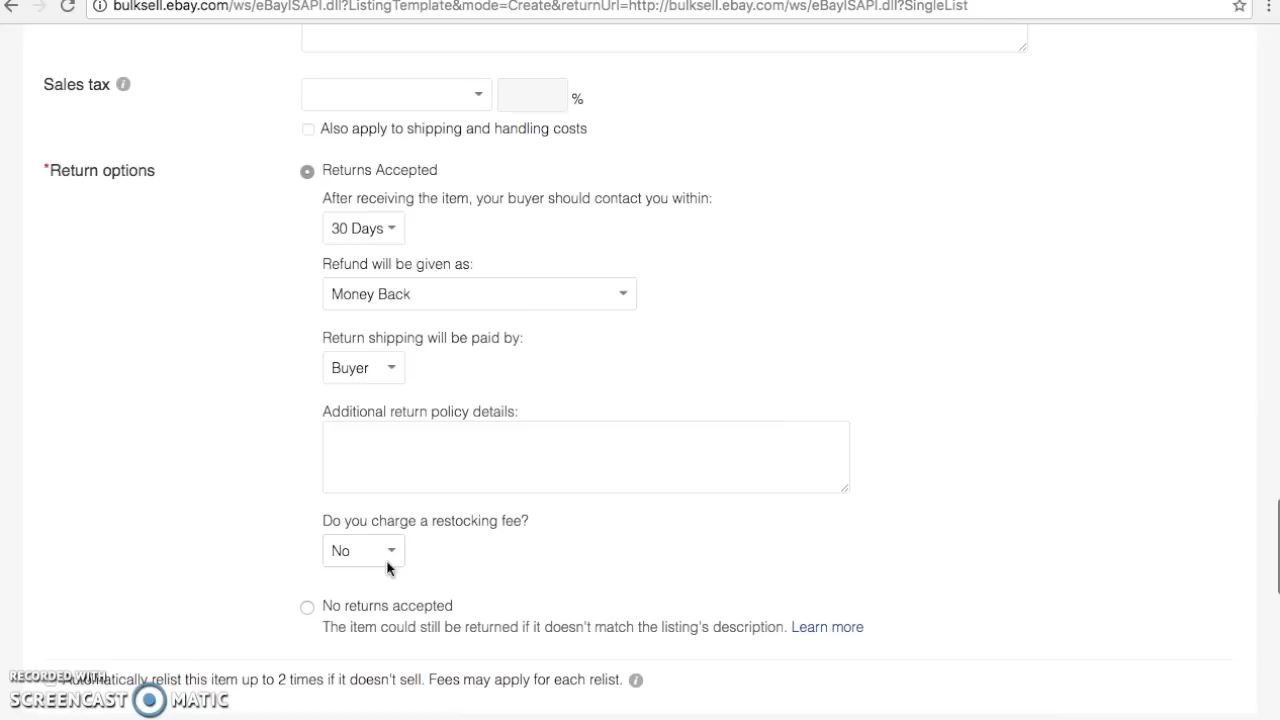 bulksell.ebay.com/ws/eBayISAPI.dll?ListingTemplate&mode=Create&returnUrl=http://bulksell.ebay.com/ws/eBayISAPI.dll?SingleList
Sales tax
%
Also apply to shipping and handling costs
*Return options
Returns Accepted
After receiving the item, your buyer should contact you within:
30 Days
Refund will be given as:
Money Back
Return shipping will be paid by:
Buyer
Additional return policy details:
Do you charge a restocking fee?
No
No returns accepted
The item could still be returned if it doesn't match the listing's description. Learn more
Automatically relist this item up to 2 times if it doesn't sell. Fees may apply for each relist.
RECORDED WITH
SCREENCAST MATIC